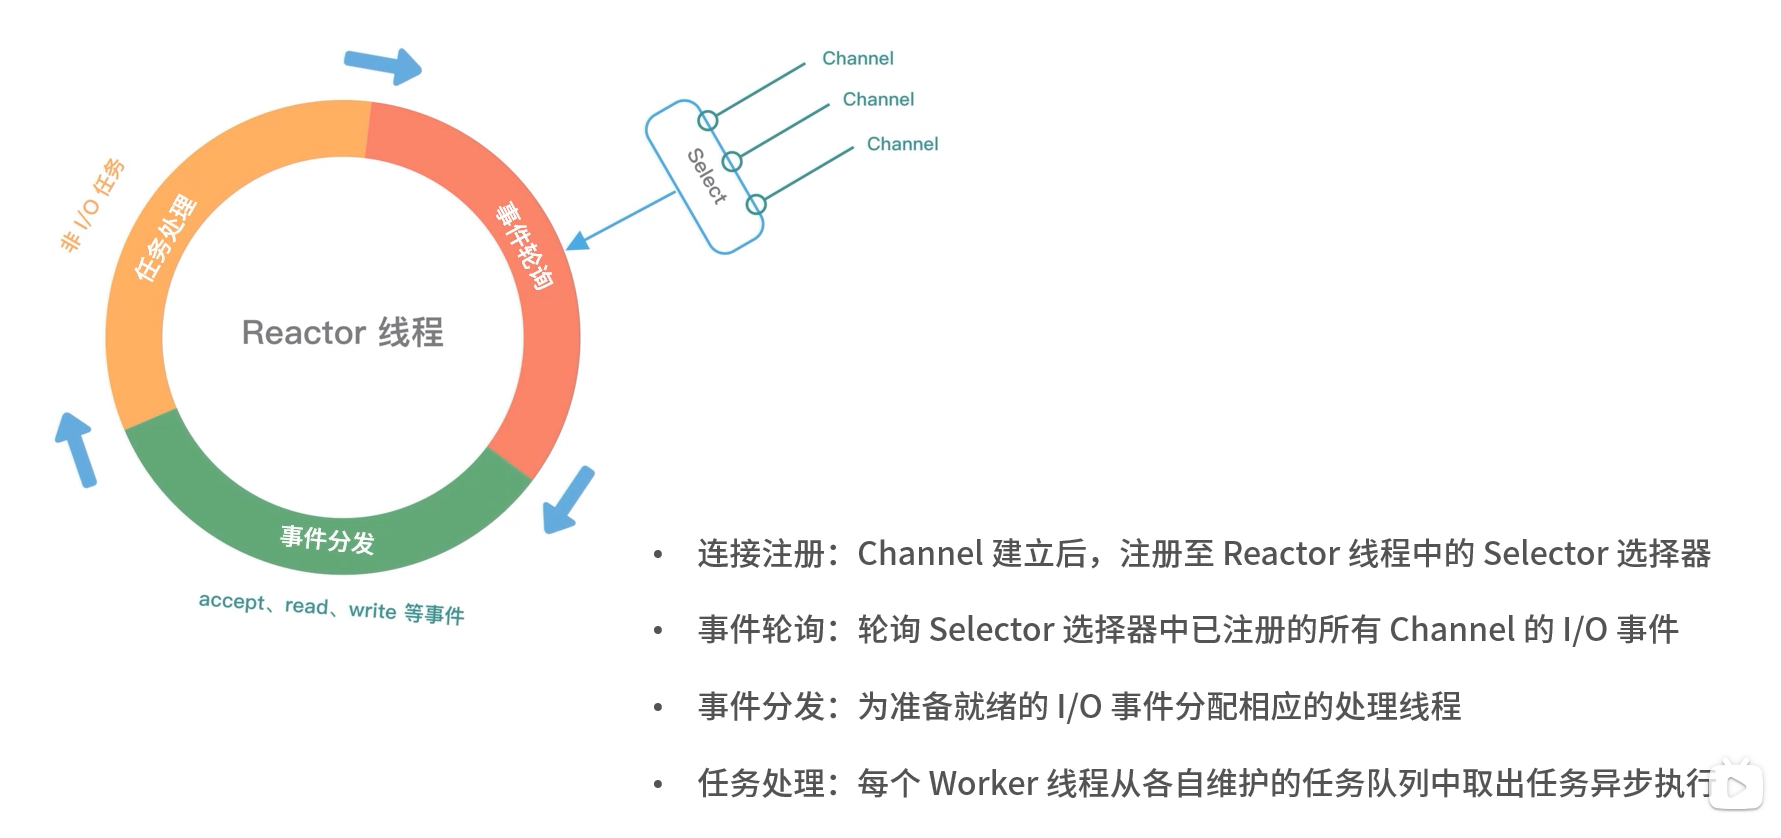 Channel
Channel
Channel
Select
非 I/O 任务
任务处理
事件轮询
Reactor 线程
事件分发
accept、read、write 等事件
• 连接注册：Channel 建立后，注册至 Reactor 线程中的 Selector 选择器
• 事件轮询：轮询 Selector 选择器中已注册的所有 Channel 的 I/O 事件
• 事件分发：为准备就绪的 I/O 事件分配相应的处理线程
• 任务处理：每个 Worker 线程从各自维护的任务队列中取出任务异步执行